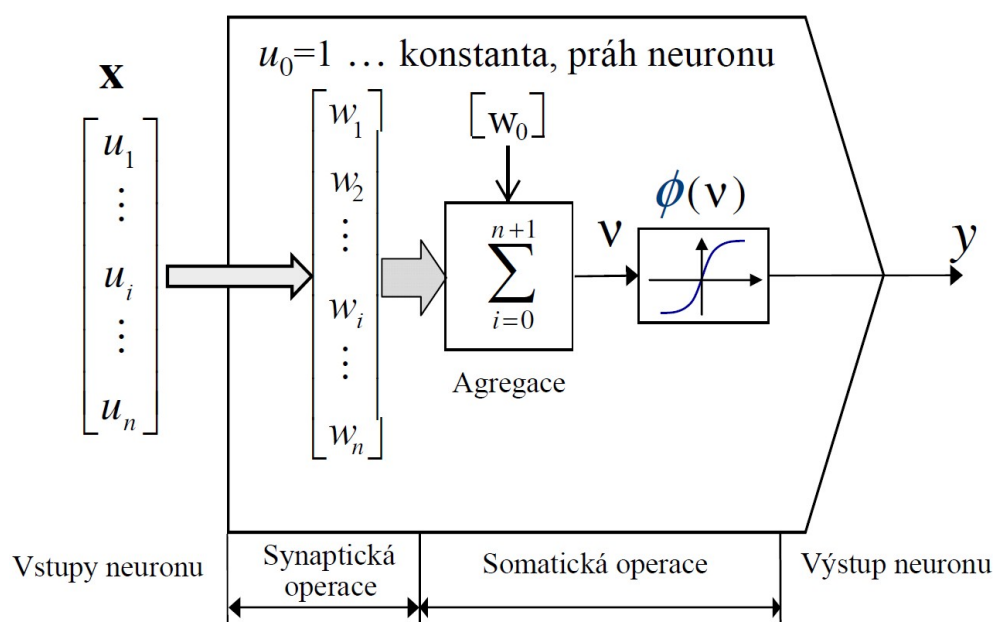 u₀=1 … konstanta, práh neuronu
x
u₁
⋮
uᵢ
⋮
uₙ
w₁
w₂
⋮
wᵢ
⋮
wₙ
[w₀]
n+1
∑
i=0
Agregace
ν
ϕ(ν)
y
Vstupy neuronu
Synaptická
operace
Somatická operace
Výstup neuronu